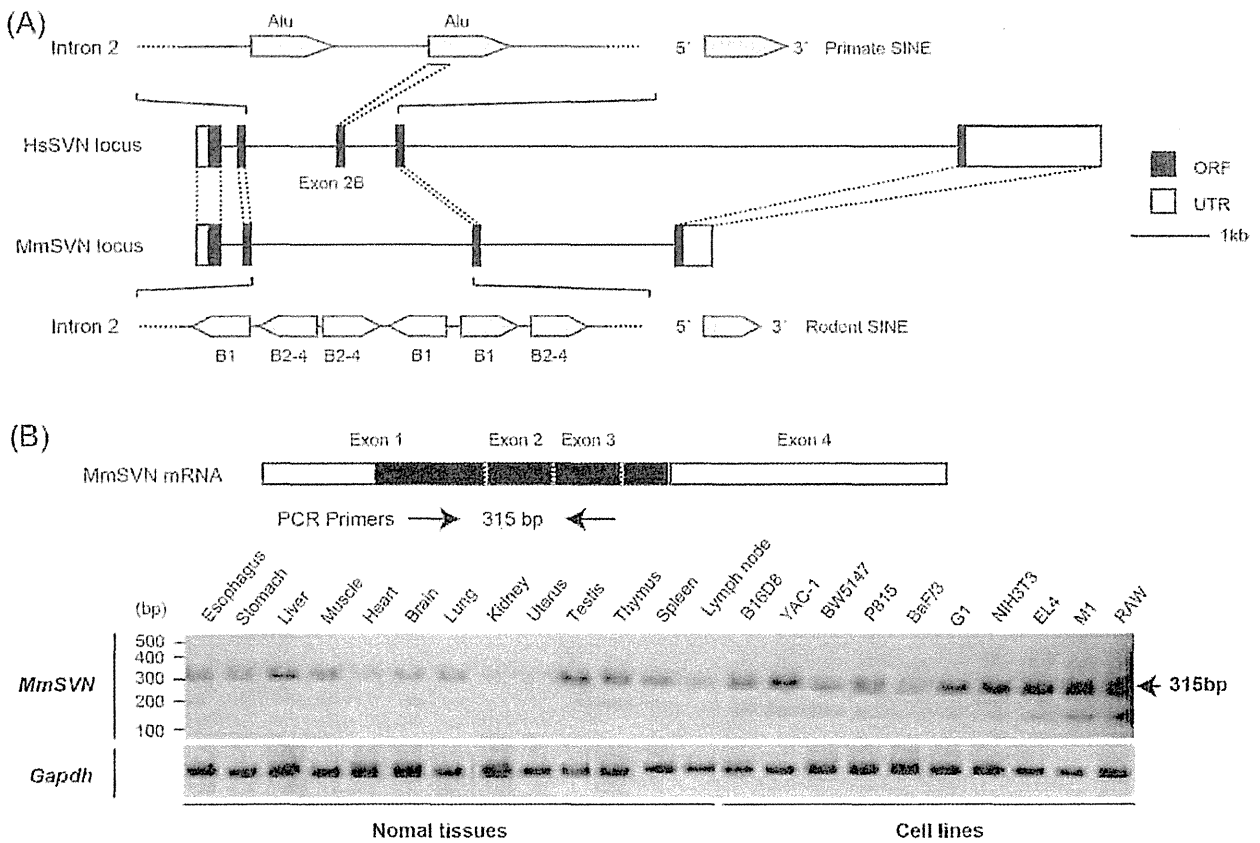 (A)
Alu Alu
Intron 2 5´ 3´ Primate SINE
HsSVN locus
Exon 2B
ORF
UTR
MmSVN locus
1kb
Intron 2 5´ 3´ Rodent SINE
B1 B2-4 B2-4 B1 B1 B2-4
(B)
Exon 1 Exon 2 Exon 3 Exon 4
MmSVN mRNA
PCR Primers 315 bp
Esophagus Stomach Liver Muscle Heart Brain Lung Kidney Uterus Testis Thymus Spleen Lymph node B16D8 YAC-1 BW5147 P815 BaF/3 G1 NIH3T3 EL4 M1 RAW
(bp)
500
400
MmSVN 300 315bp
200
100
Gapdh
Nomal tissues Cell lines